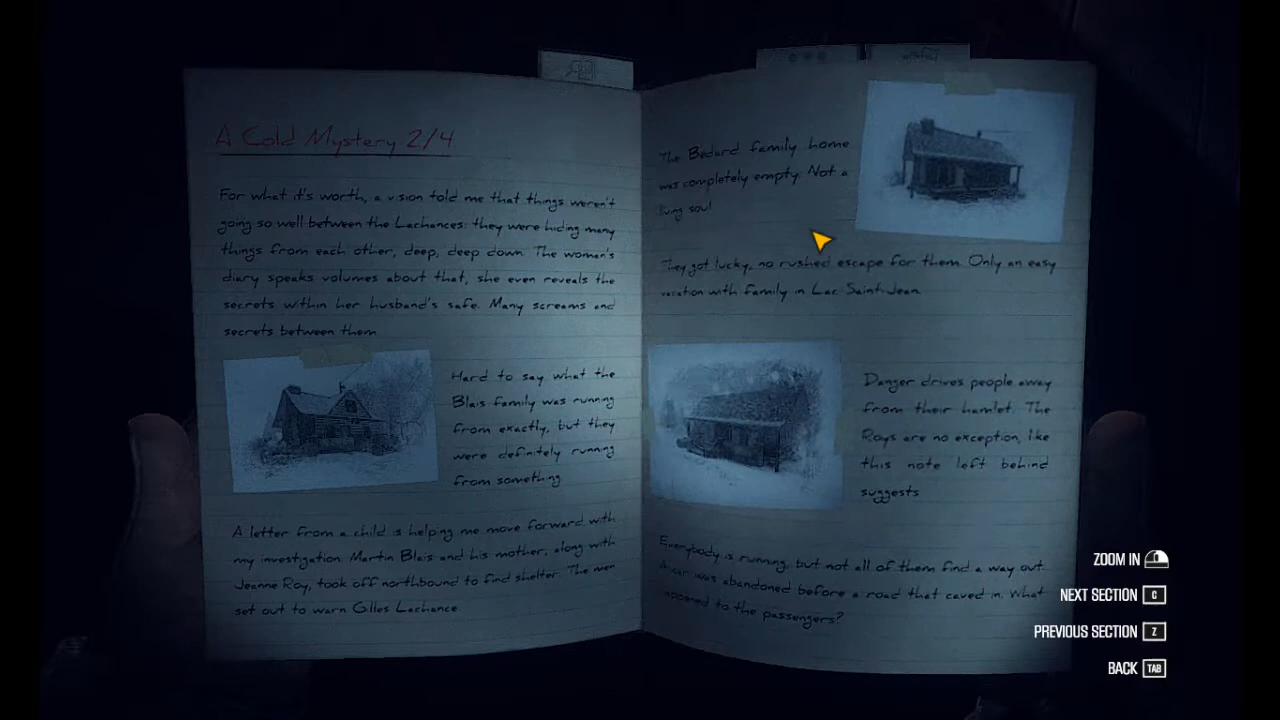 A Cold Mystery 2/4
For what it's worth, a vision told me that things weren't
going so well between the Lachances: they were hiding many
things from each other, deep, deep down. The woman's
diary speaks volumes about that, she even reveals the
secrets within her husband's safe. Many screams and
secrets between them
Hard to say what the
Blais family was running
from exactly, but they
were definitely running
from something
A letter from a child is helping me move forward with
my investigation. Martin Blais and his mother, along with
Jeanne Roy, took off northbound to find shelter. The men
set out to warn Gilles Lachance
The Bedard family home
was completely empty. Not a
living soul
They got lucky, no rushed escape for them. Only an easy
vacation with family in Lac Saint-Jean
Danger drives people away
from their hamlet. The
Roys are no exception, like
this note left behind
suggests
Everybody is running, but not all of them find a way out.
A car was abandoned before a road that caved in. What
happened to the passengers?
ZOOM IN
NEXT SECTION C
PREVIOUS SECTION Z
BACK TAB